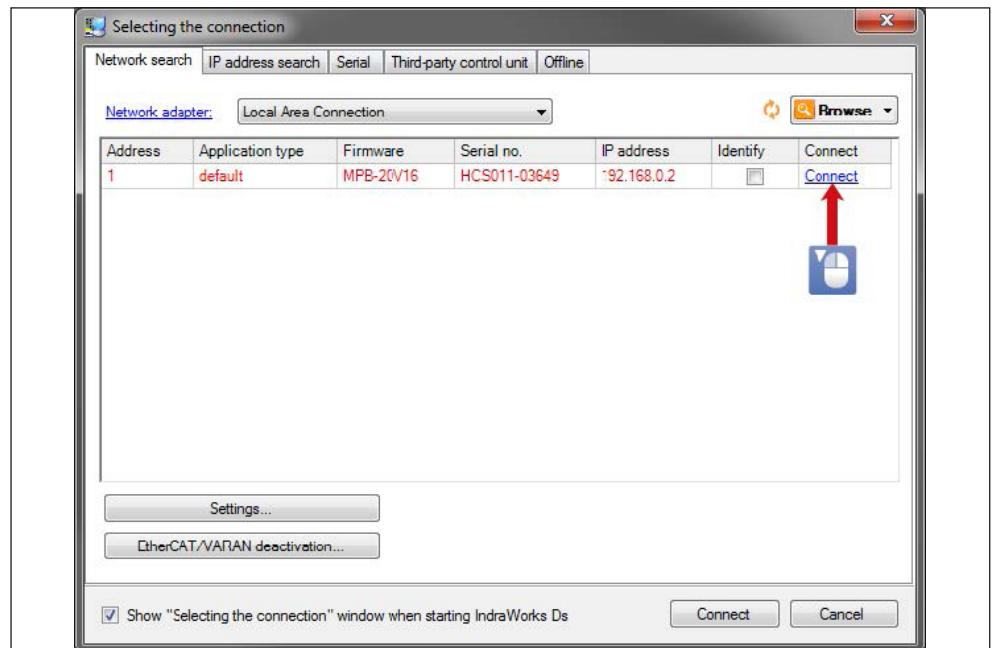 Selecting the connection
Network search IP address search Serial Third-party control unit Offline
Network adapter: Local Area Connection Browse
Address Application type Firmware Serial no. IP address Identify Connect
1 default MPB-20V16 HCS011-03649 192.168.0.2 Connect
Settings...
EtherCAT/VARAN deactivation...
Show "Selecting the connection" window when starting IndraWorks Ds Connect Cancel